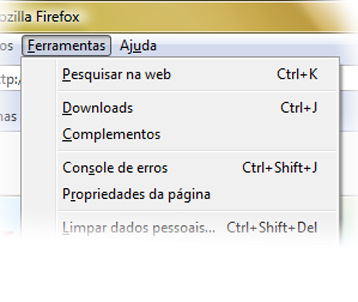 ozilla Firefox
os Ferramentas Ajuda
ttp:/
Pesquisar na web Ctrl+K
nas
Downloads Ctrl+J
Complementos
Console de erros Ctrl+Shift+J
Propriedades da página
Limpar dados pessoais... Ctrl+Shift+Del